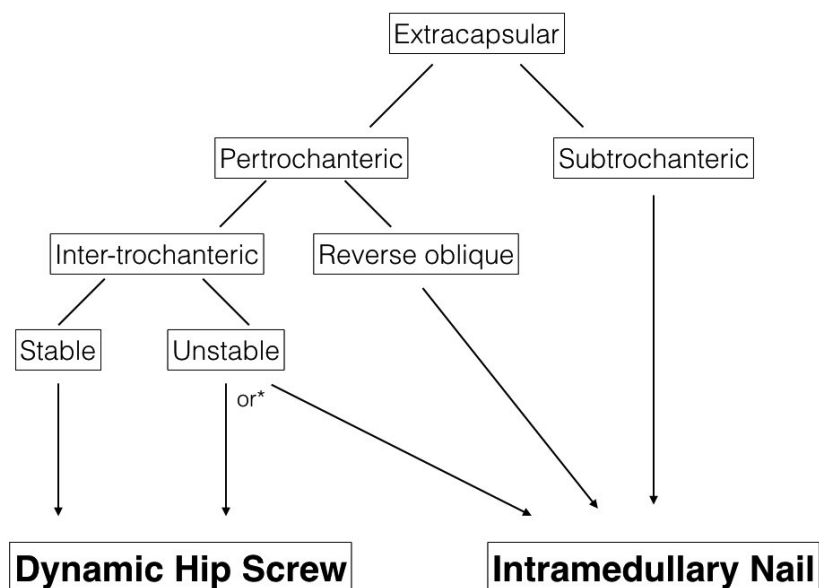 Extracapsular
Pertrochanteric
Subtrochanteric
Inter-trochanteric
Reverse oblique
Stable
Unstable
or*
Dynamic Hip Screw
Intramedullary Nail